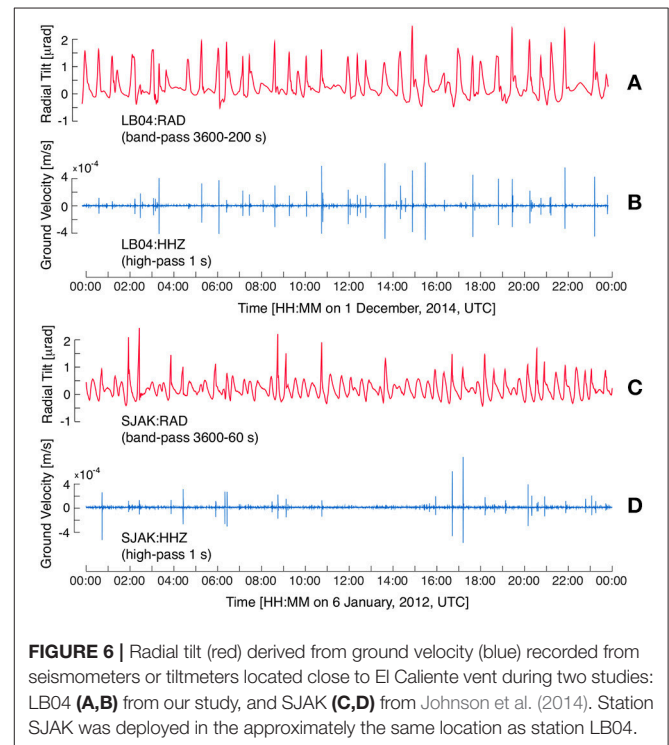 Radial Tilt [μrad]
2
1
0
-1
A
LB04:RAD
(band-pass 3600-200 s)
Ground Velocity [m/s]
×10⁻⁴
4
0
-4
B
LB04:HHZ
(high-pass 1 s)
00:00 02:00 04:00 06:00 08:00 10:00 12:00 14:00 16:00 18:00 20:00 22:00 00:00
Time [HH:MM on 1 December, 2014, UTC]
Radial Tilt [μrad]
2
1
0
-1
C
SJAK:RAD
(band-pass 3600-60 s)
Ground Velocity [m/s]
×10⁻⁴
4
0
-4
D
SJAK:HHZ
(high-pass 1 s)
00:00 02:00 04:00 06:00 08:00 10:00 12:00 14:00 16:00 18:00 20:00 22:00 00:00
Time [HH:MM on 6 January, 2012, UTC]
FIGURE 6 | Radial tilt (red) derived from ground velocity (blue) recorded from
seismometers or tiltmeters located close to El Caliente vent during two studies:
LB04 (A,B) from our study, and SJAK (C,D) from Johnson et al. (2014). Station
SJAK was deployed in the approximately the same location as station LB04.